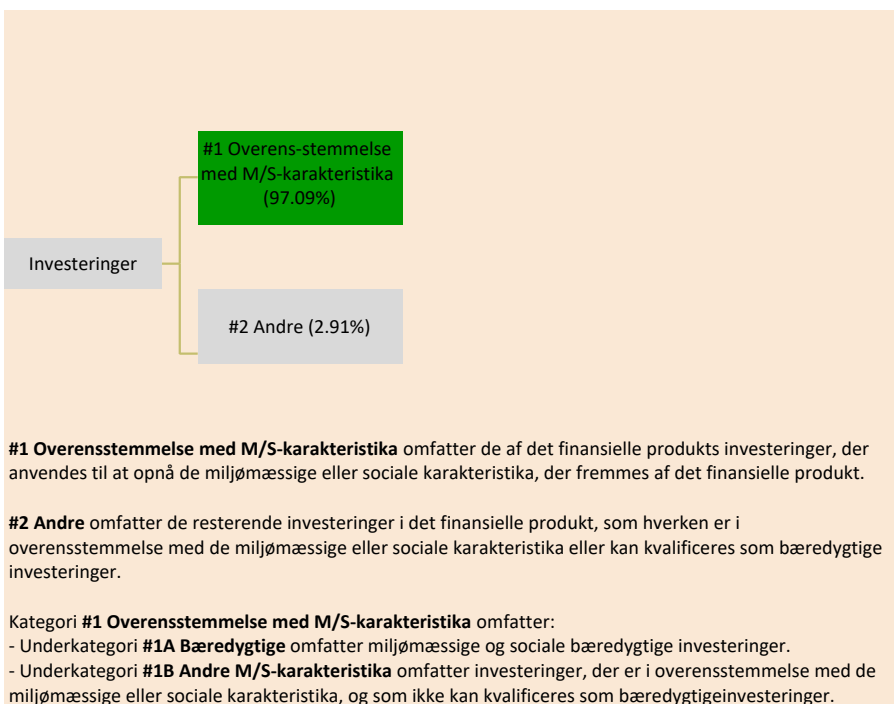 #1 Overens-stemmelse
med M/S-karakteristika
(97.09%)
Investeringer
#2 Andre (2.91%)
#1 Overensstemmelse med M/S-karakteristika omfatter de af det finansielle produkts investeringer, der
anvendes til at opnå de miljømæssige eller sociale karakteristika, der fremmes af det finansielle produkt.
#2 Andre omfatter de resterende investeringer i det finansielle produkt, som hverken er i
overensstemmelse med de miljømæssige eller sociale karakteristika eller kan kvalificeres som bæredygtige
investeringer.
Kategori #1 Overensstemmelse med M/S-karakteristika omfatter:
- Underkategori #1A Bæredygtige omfatter miljømæssige og sociale bæredygtige investeringer.
- Underkategori #1B Andre M/S-karakteristika omfatter investeringer, der er i overensstemmelse med de
miljømæssige eller sociale karakteristika, og som ikke kan kvalificeres som bæredygtigeinvesteringer.